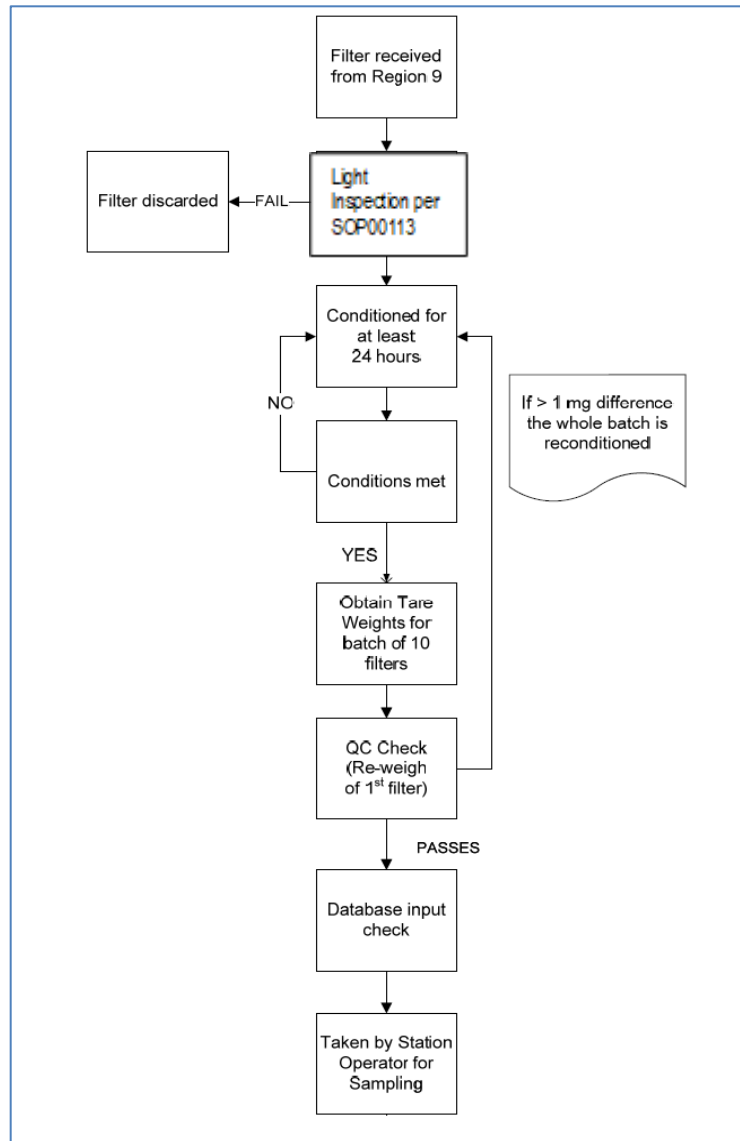 Filter received
from Region 9
Light
Inspection per
SOP00113
FAIL
Filter discarded
Conditioned for
at least
24 hours
NO
If > 1 mg difference
the whole batch is
reconditioned
Conditions met
YES
Obtain Tare
Weights for
batch of 10
filters
QC Check
(Re-weigh
of 1st filter)
PASSES
Database input
check
Taken by Station
Operator for
Sampling